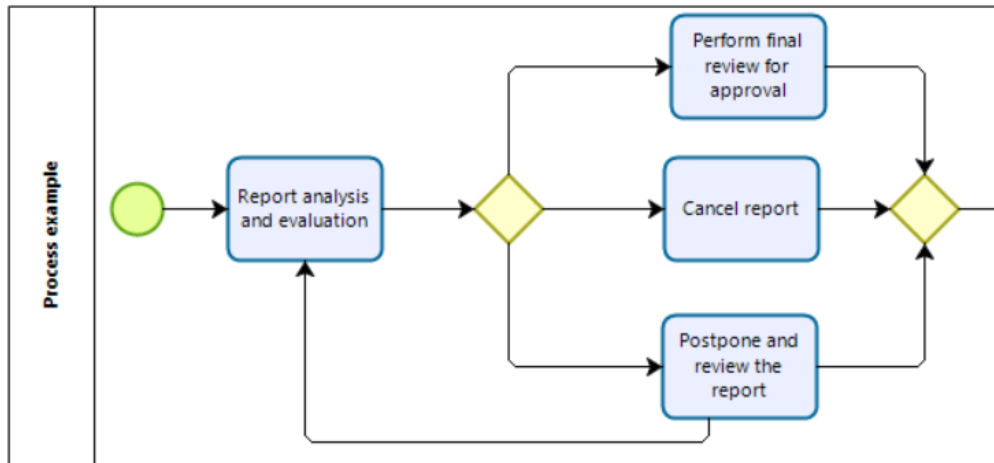 Process example
Report analysis
and evaluation
Perform final
review for
approval
Cancel report
Postpone and
review the
report